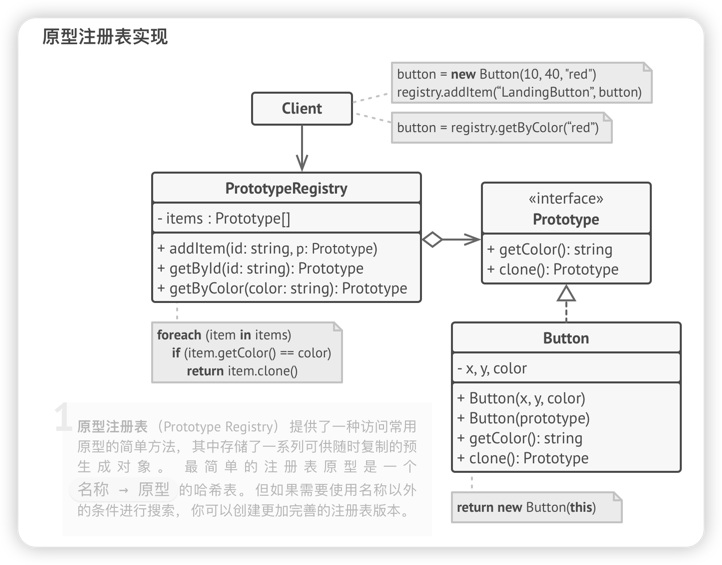 原型注册表实现
button = new Button(10, 40, "red")
registry.addItem(“LandingButton”, button)
Client
button = registry.getByColor(“red”)
PrototypeRegistry
- items : Prototype[]
+ addItem(id: string, p: Prototype)
+ getById(id: string): Prototype
+ getByColor(color: string): Prototype
«interface»
Prototype
+ getColor(): string
+ clone(): Prototype
foreach (item in items)
if (item.getColor() == color)
return item.clone()
Button
- x, y, color
+ Button(x, y, color)
+ Button(prototype)
+ getColor(): string
+ clone(): Prototype
return new Button(this)
1
原型注册表（Prototype Registry）提供了一种访问常用
原型的简单方法，其中存储了一系列可供随时复制的预
生成对象。最简单的注册表原型是一个
名称 → 原型 的哈希表。但如果需要使用名称以外
的条件进行搜索，你可以创建更加完善的注册表版本。